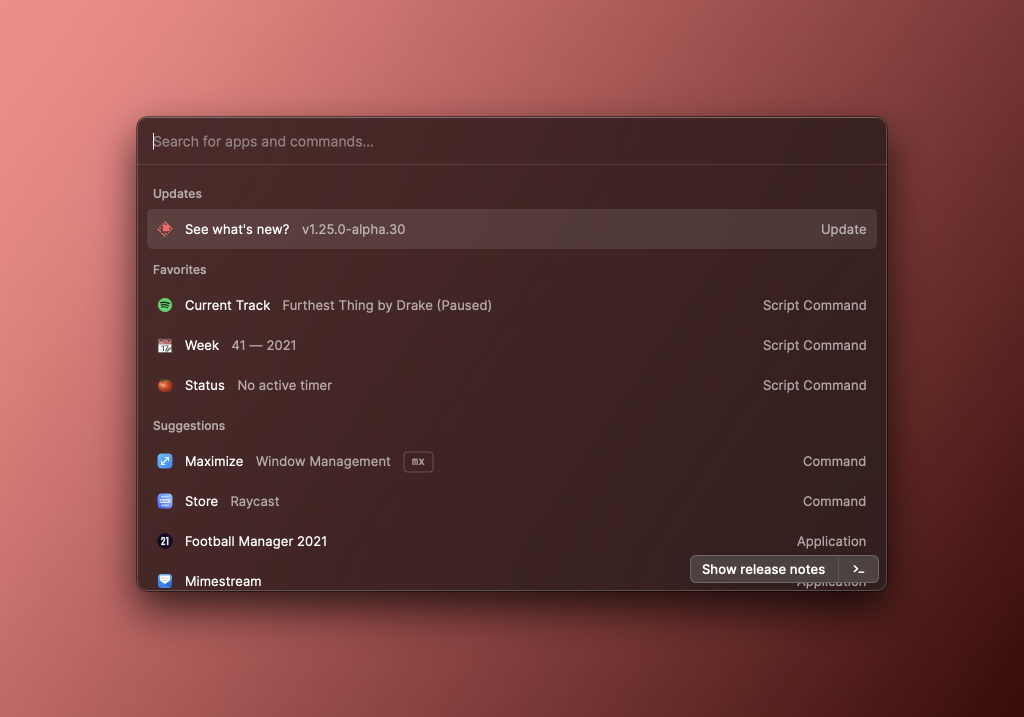 Search for apps and commands...
Updates
See what's new? v1.25.0-alpha.30 Update
Favorites
Current Track Furthest Thing by Drake (Paused) Script Command
Week 41 — 2021 Script Command
Status No active timer Script Command
Suggestions
Maximize Window Management mx Command
Store Raycast Command
21 Football Manager 2021 Application
Show release notes >_
Mimestream Application